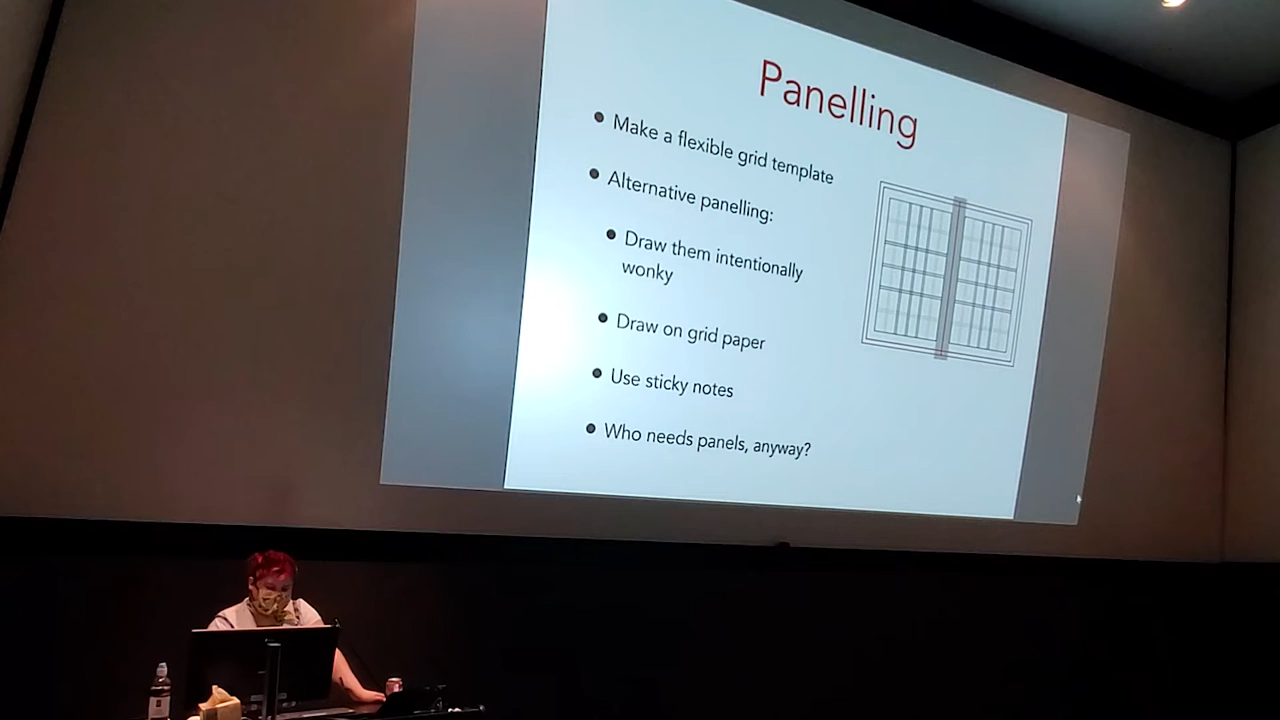 Panelling
Make a flexible grid template
Alternative panelling:
Draw them intentionally
wonky
Draw on grid paper
Use sticky notes
Who needs panels, anyway?